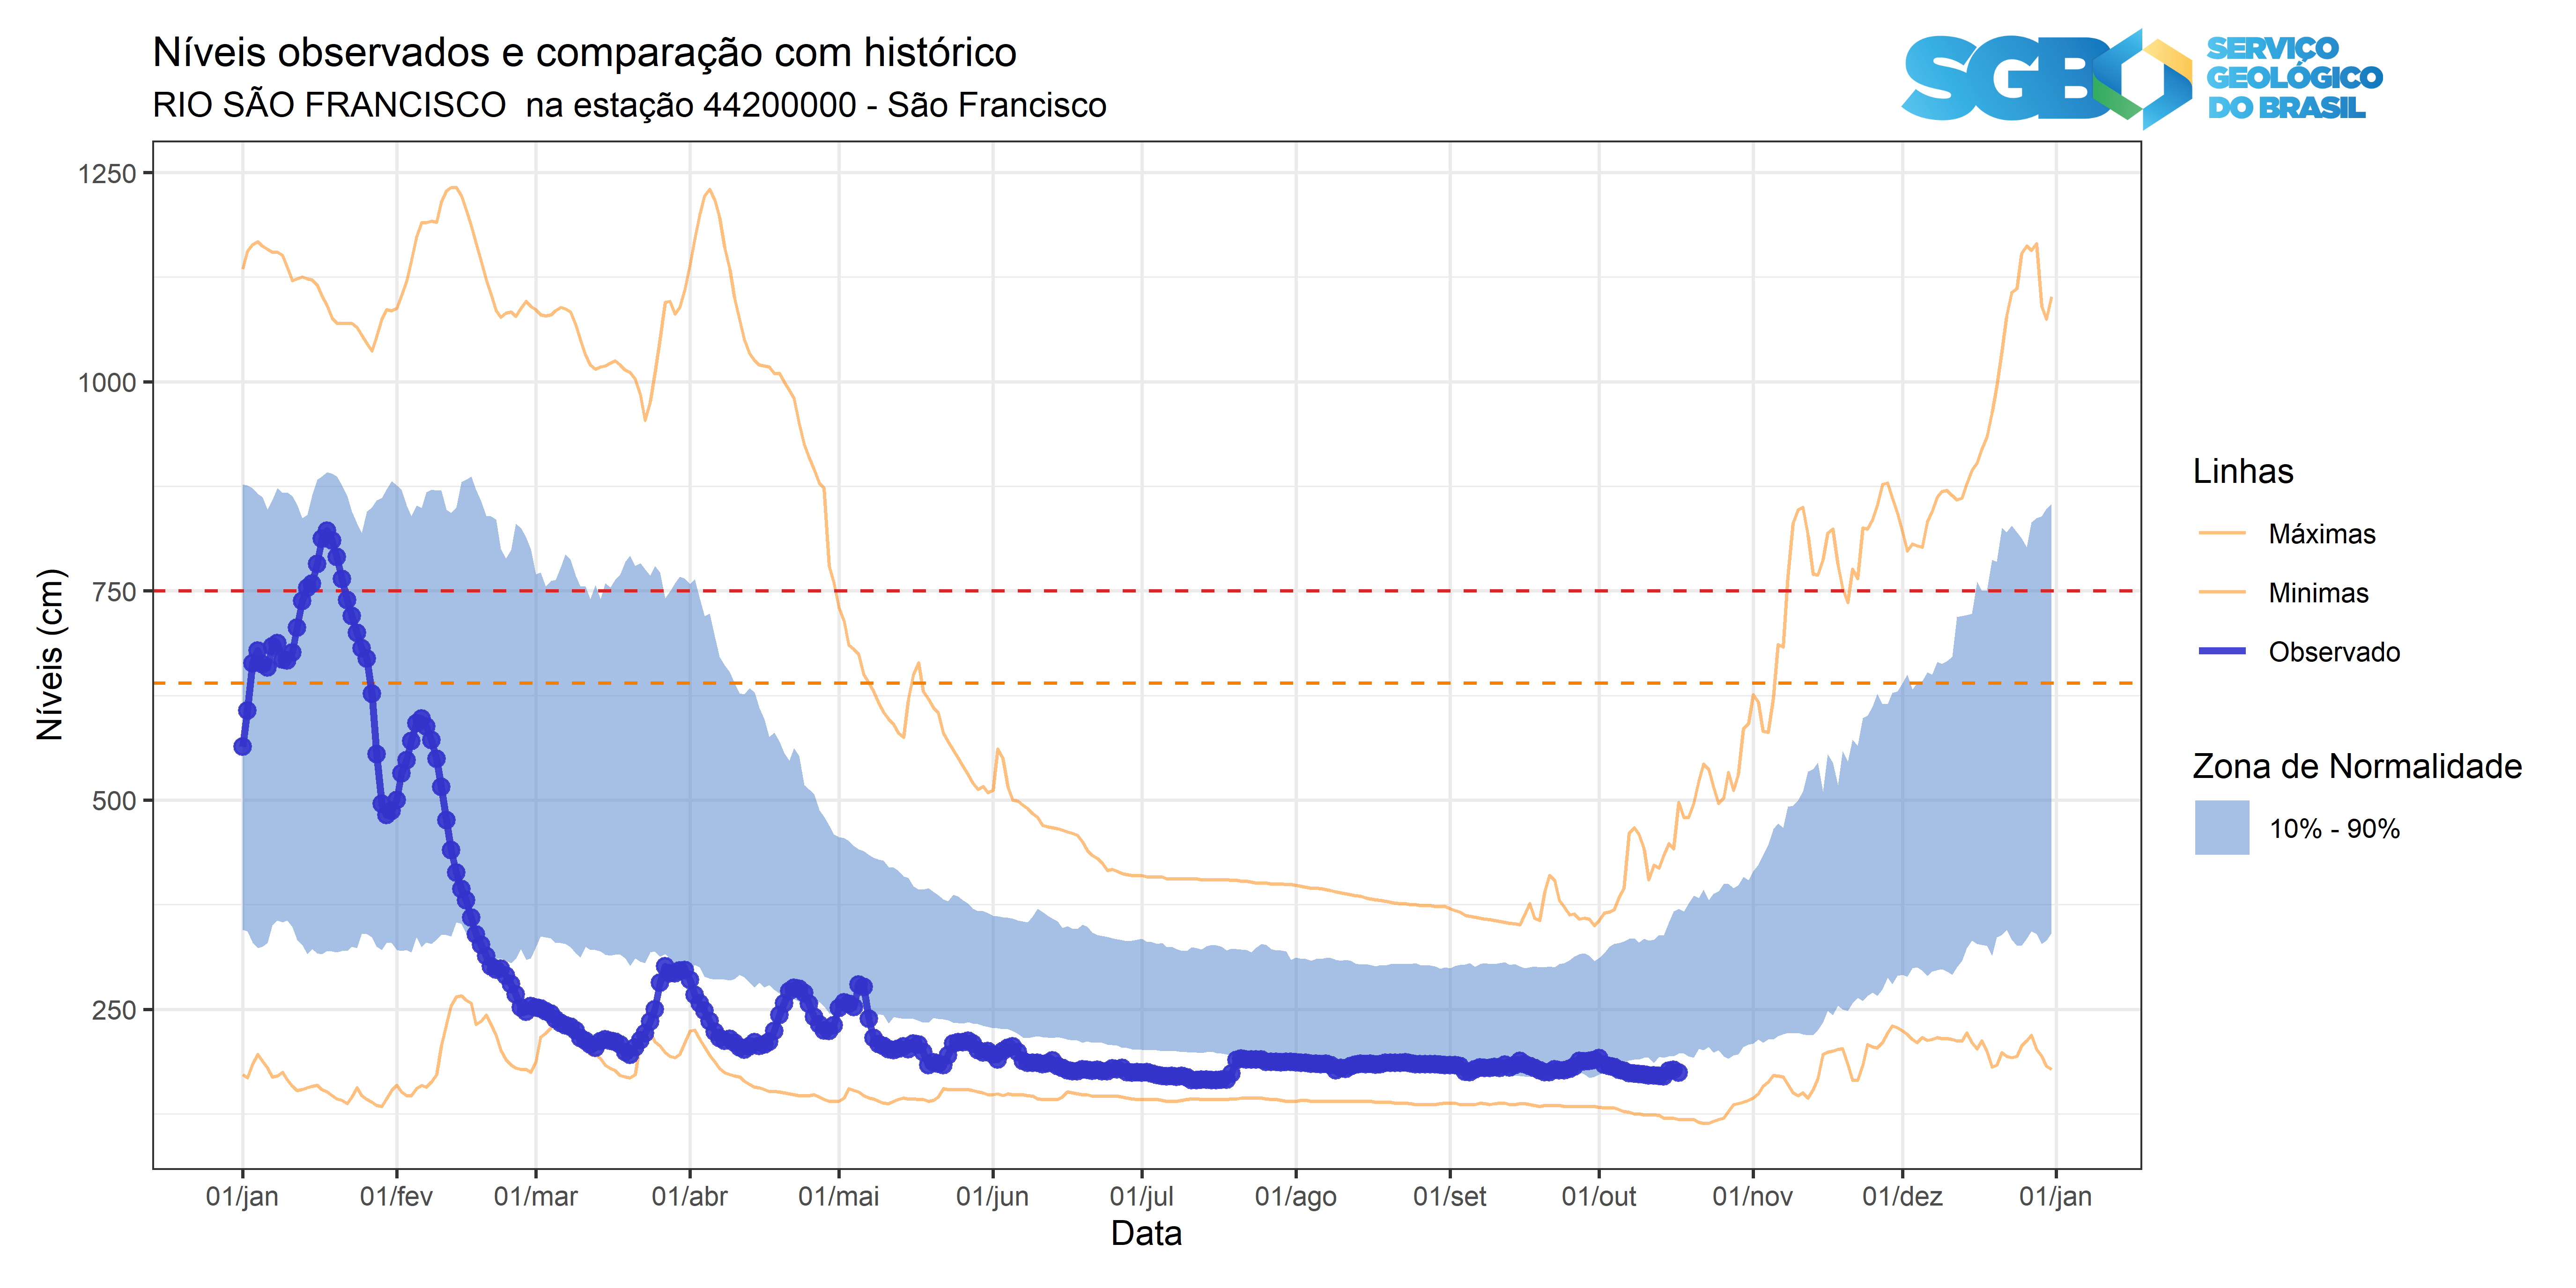 Níveis observados e comparação com histórico
RIO SÃO FRANCISCO  na estação 44200000 - São Francisco
SGB
SERVIÇO
GEOLÓGICO
DO BRASIL
1250
1000
750
500
250
Níveis (cm)
01/jan
01/fev
01/mar
01/abr
01/mai
01/jun
01/jul
01/ago
01/set
01/out
01/nov
01/dez
01/jan
Data
Linhas
Máximas
Minimas
Observado
Zona de Normalidade
10% - 90%